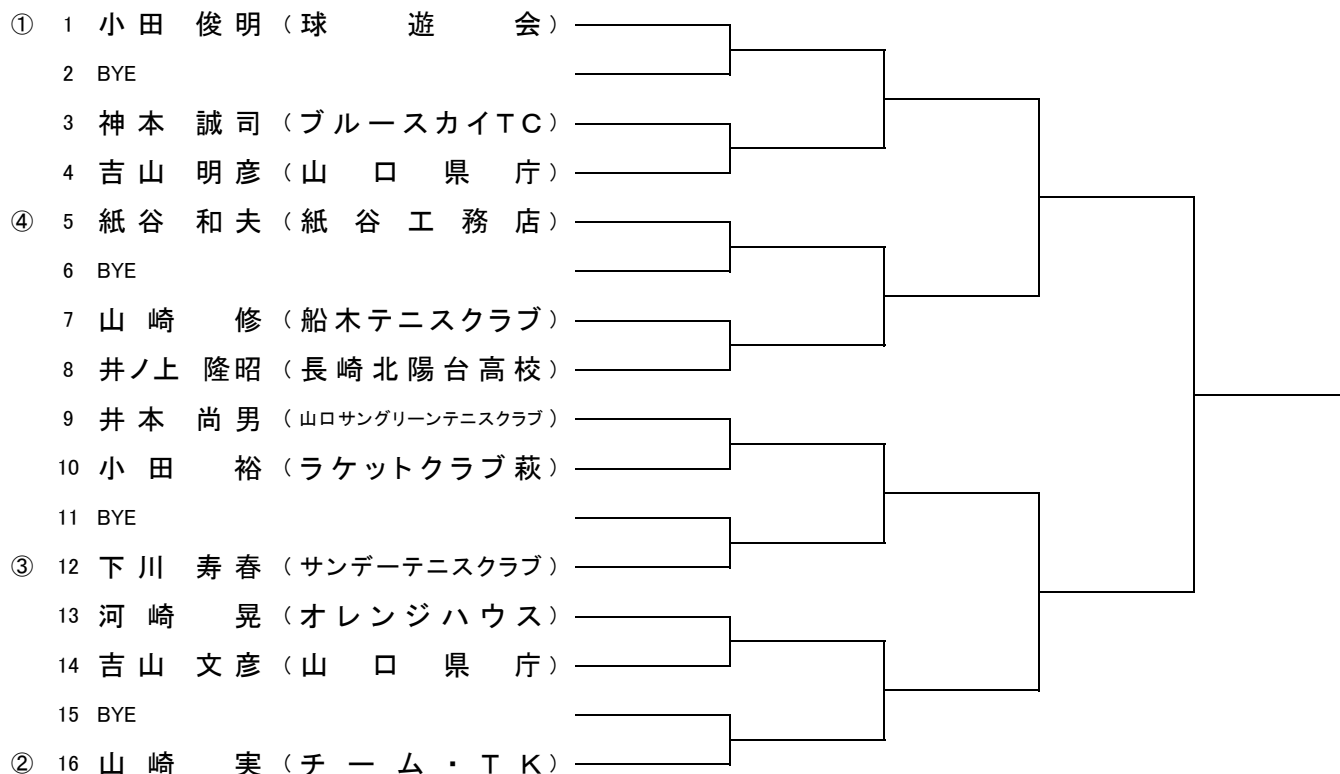 ① 1 小田 俊明 (球遊会)
2 BYE
3 神本 誠司 (ブルースカイTC)
4 吉山 明彦 (山口県庁)
④ 5 紙谷 和夫 (紙谷工務店)
6 BYE
7 山崎 修 (船木テニスクラブ)
8 井ノ上 隆昭 (長崎北陽台高校)
9 井本 尚男 (山口サングリーンテニスクラブ)
10 小田 裕 (ラケットクラブ萩)
11 BYE
③ 12 下川 寿春 (サンデーテニスクラブ)
13 河崎 晃 (オレンジハウス)
14 吉山 文彦 (山口県庁)
15 BYE
② 16 山崎 実 (チーム・TK)